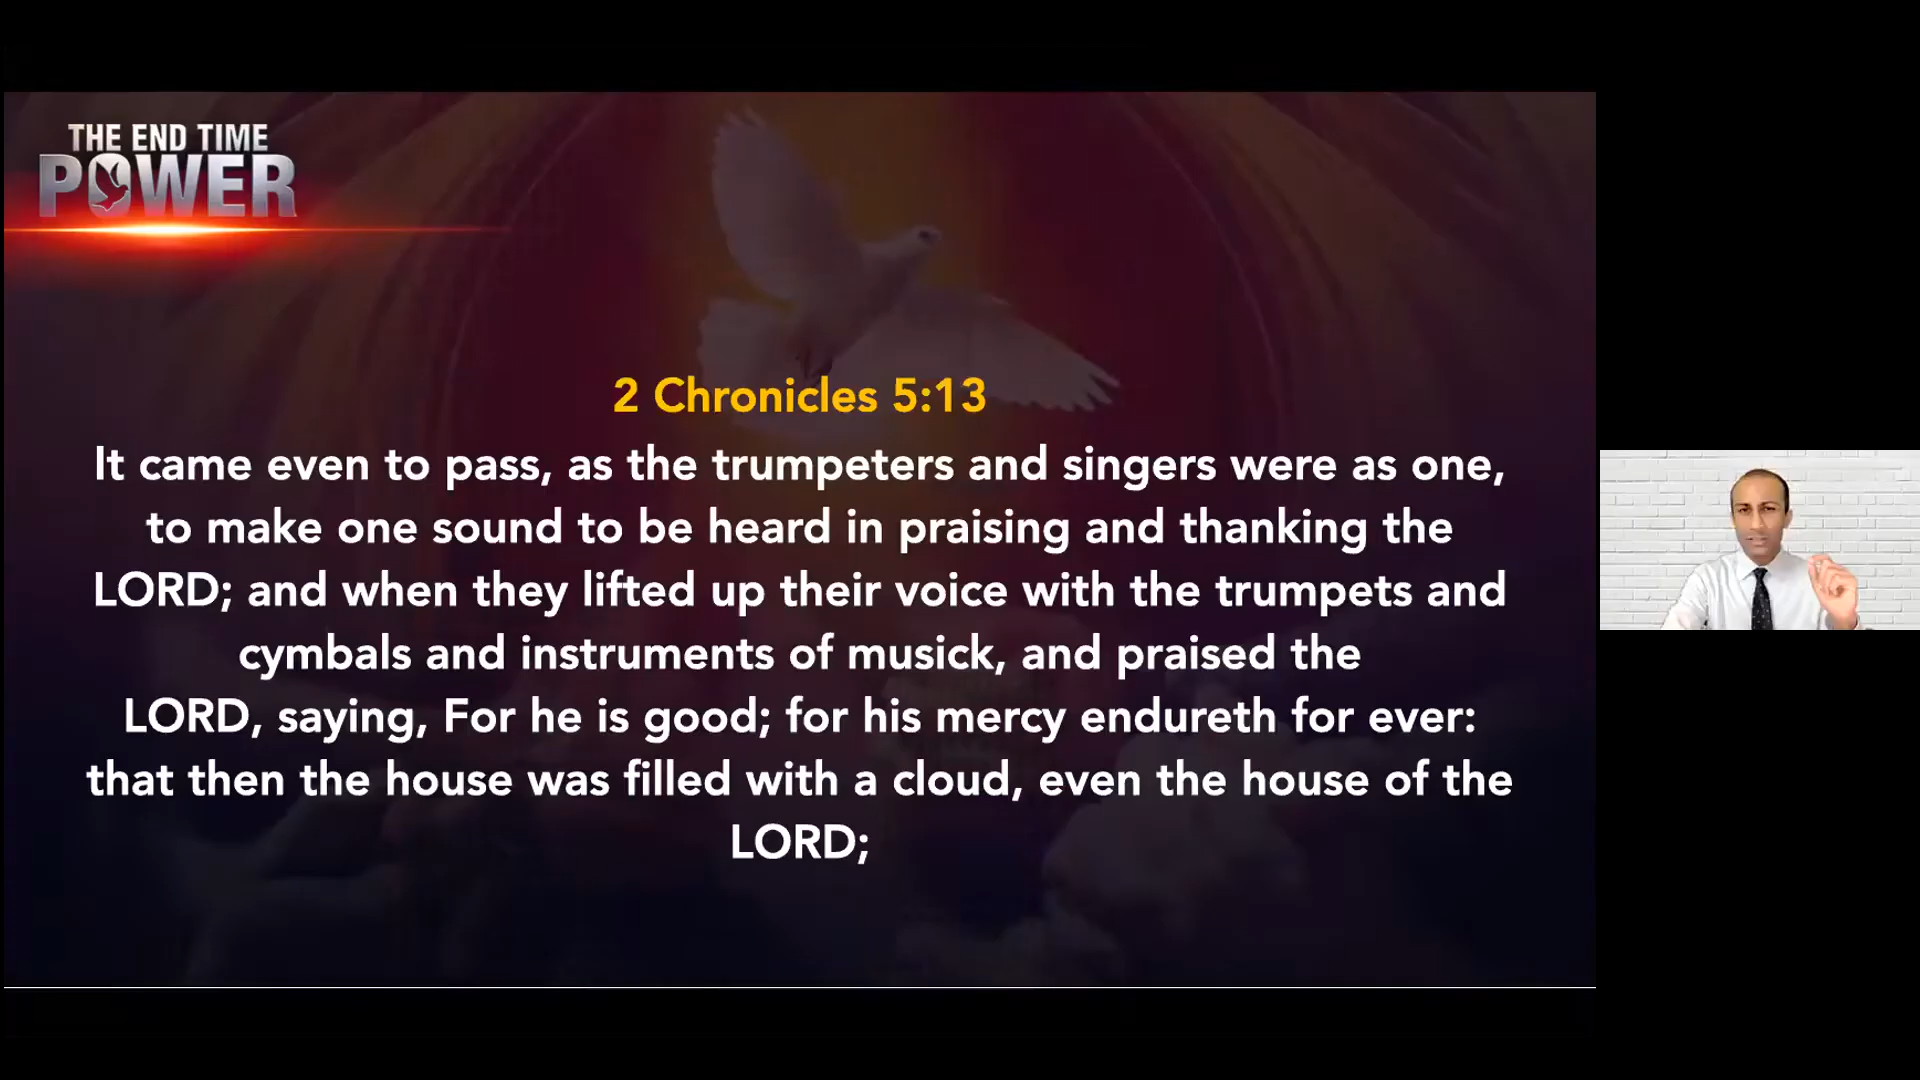 THE END TIME
POWER
2 Chronicles 5:13
It came even to pass, as the trumpeters and singers were as one,
to make one sound to be heard in praising and thanking the
LORD; and when they lifted up their voice with the trumpets and
cymbals and instruments of musick, and praised the
LORD, saying, For he is good; for his mercy endureth for ever:
that then the house was filled with a cloud, even the house of the
LORD;